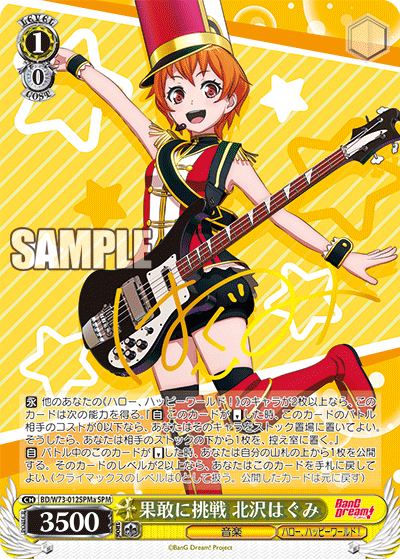 LEVEL
1
0
COST
SAMPLE
永 他のあなたの《ハロー、ハッピーワールド！》のキャラが2枚以上なら、この
カードは次の能力を得る。『自 このカードが した時、このカードのバトル
相手のコストが0以下なら、あなたはそのキャラをストック置場に置いてよい。
そうしたら、あなたは相手のストックの下から1枚を、控え室に置く。』
自 バトル中のこのカードが した時、あなたは自分の山札の上から1枚を公開
する。そのカードのレベルが2以上なら、あなたはこのカードを手札に戻してよ
い。（クライマックスのレベルは0として扱う。公開したカードは元に戻す）
CH BD/W73-012SPMa SPM
3500
果敢に挑戦 北沢はぐみ
BanG Dream!
音楽
ハロー、ハッピーワールド！
©BanG Dream! Project